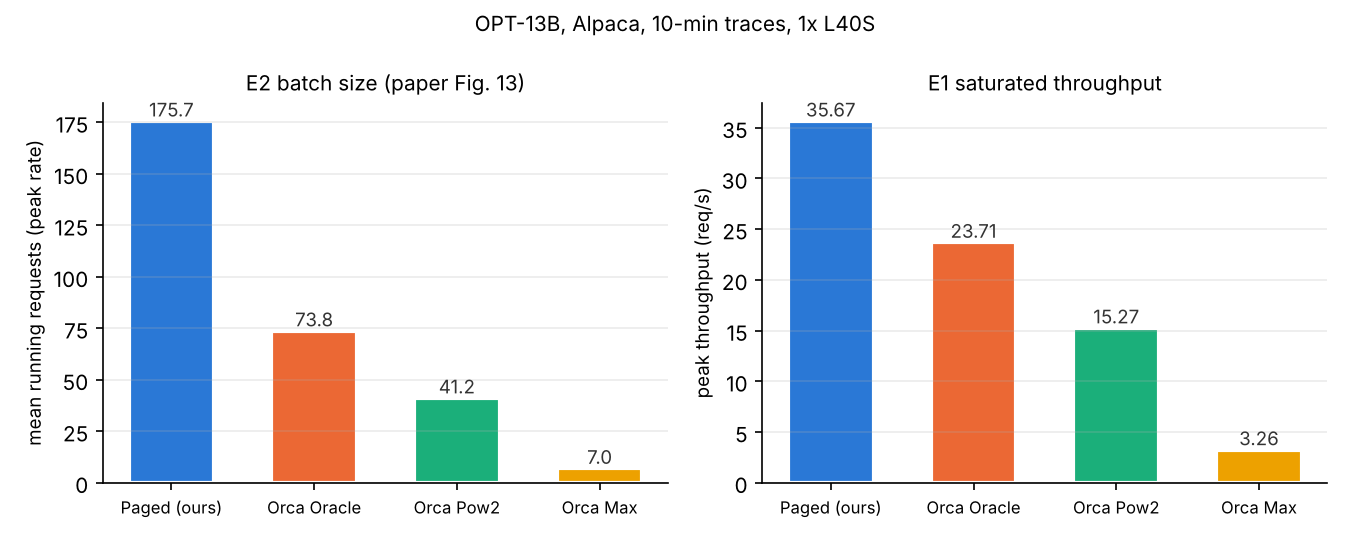 OPT-13B, Alpaca, 10-min traces, 1x L40S
E2 batch size (paper Fig. 13)
mean running requests (peak rate)
175
150
125
100
75
50
25
0
175.7
73.8
41.2
7.0
Paged (ours)
Orca Oracle
Orca Pow2
Orca Max
E1 saturated throughput
peak throughput (req/s)
35
30
25
20
15
10
5
0
35.67
23.71
15.27
3.26
Paged (ours)
Orca Oracle
Orca Pow2
Orca Max